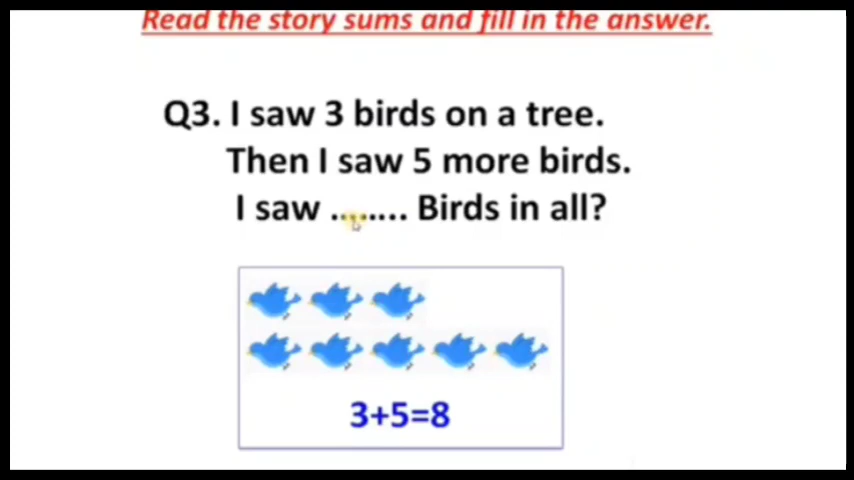 Read the story sums and fill in the answer.
Q3. I saw 3 birds on a tree.
Then I saw 5 more birds.
I saw ........ Birds in all?
3+5=8